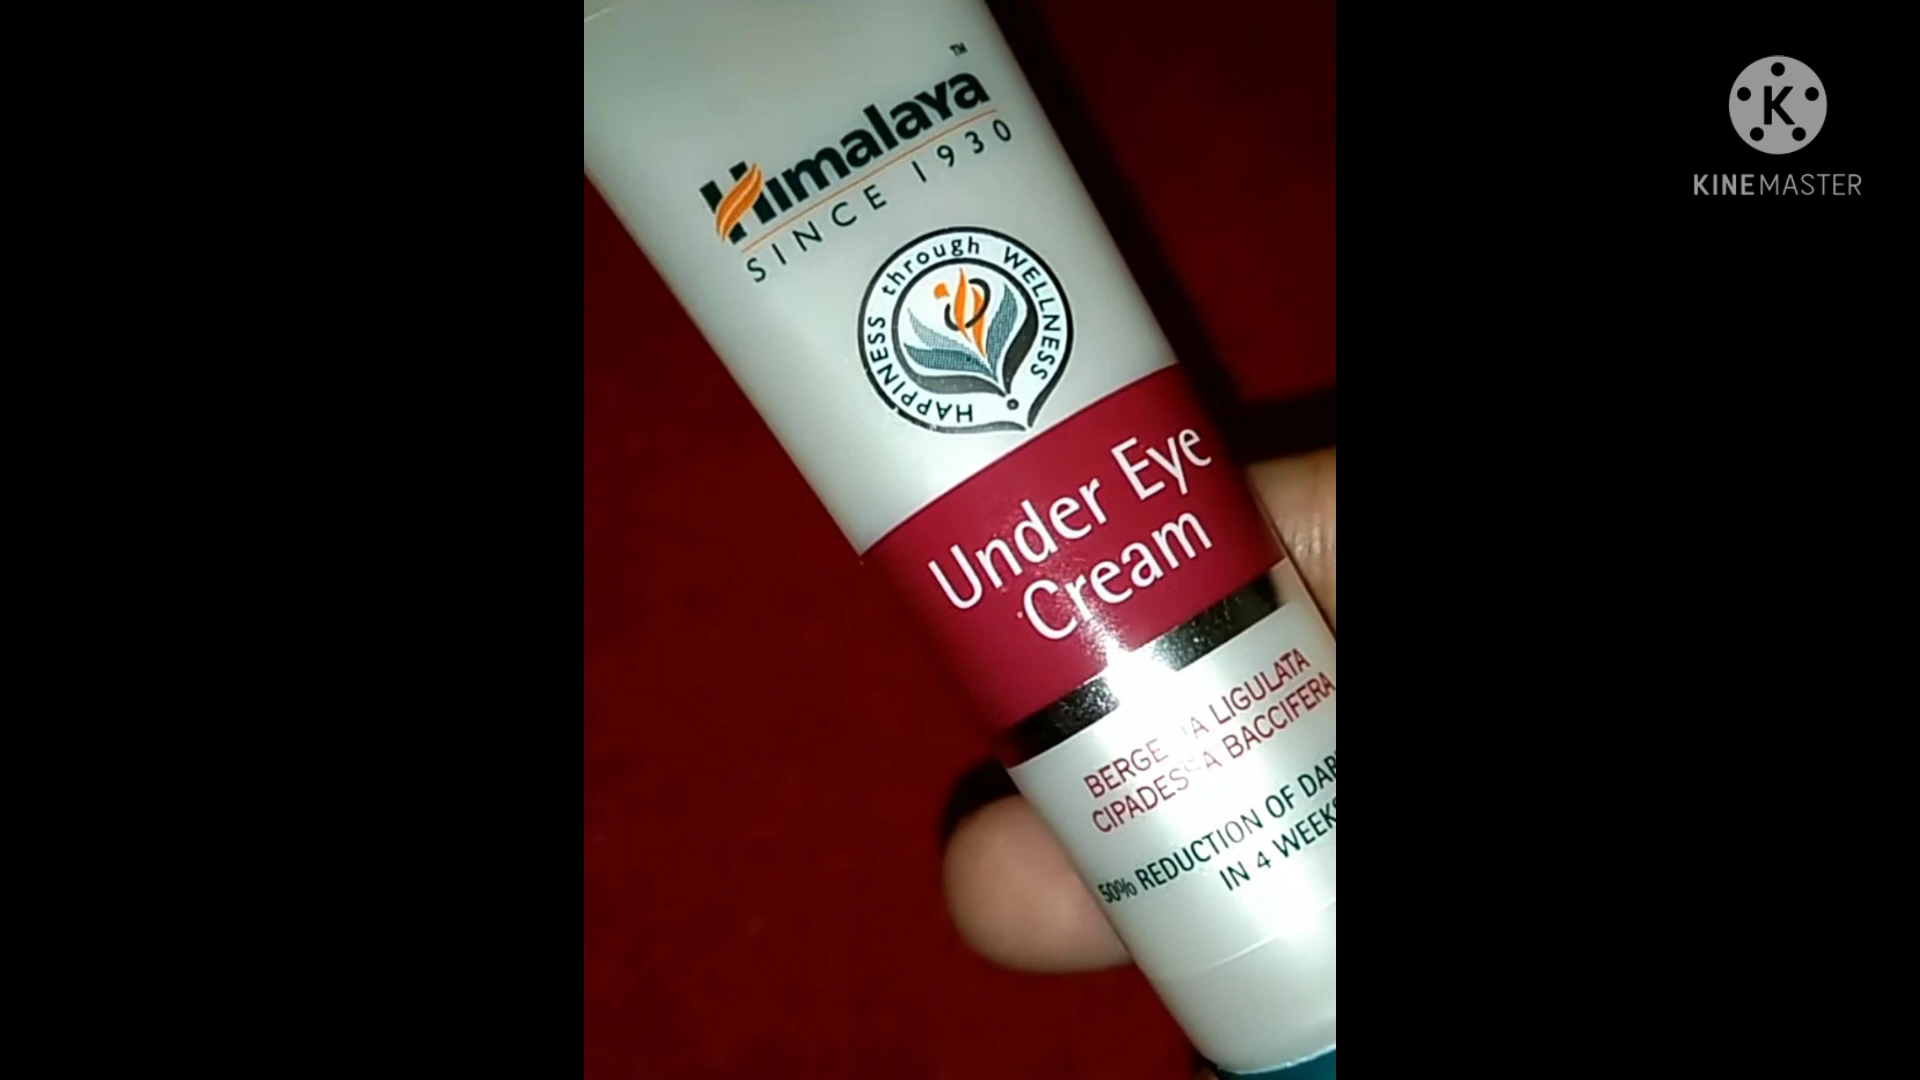 Himalaya
TM
SINCE 1930
HAPPINESS through WELLNESS
Under Eye
Cream
LIGULATA
BACCIFERA
50% REDUCTION OF
IN 4
K
KINEMASTER